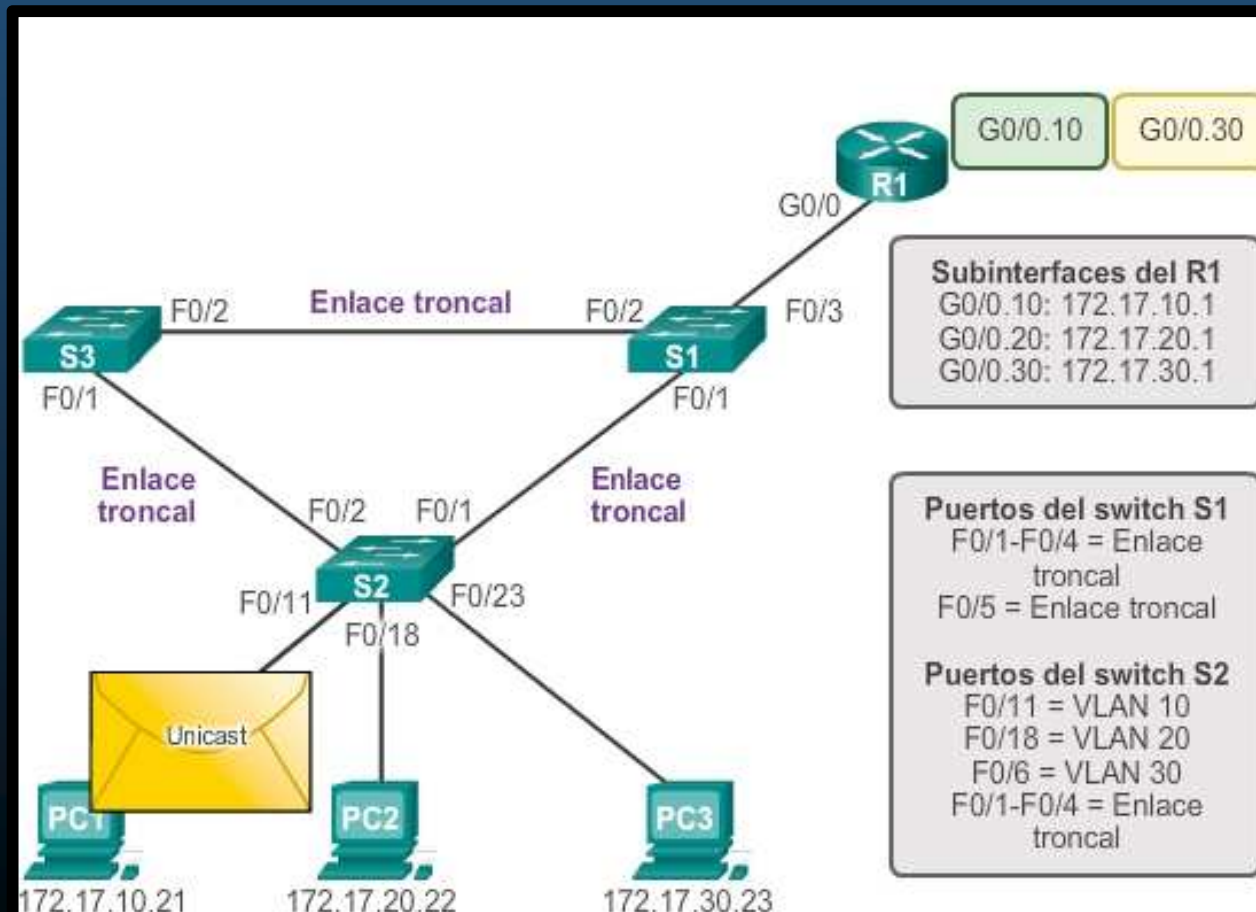 G0/0.10
G0/0.30
R1
G0/0
Subinterfaces del R1
G0/0.10: 172.17.10.1
G0/0.20: 172.17.20.1
G0/0.30: 172.17.30.1
F0/2
Enlace troncal
F0/2
F0/3
S3
S1
F0/1
F0/1
Enlace
troncal
Enlace
troncal
F0/2
F0/1
S2
F0/11
F0/18
F0/23
Puertos del switch S1
F0/1-F0/4 = Enlace
troncal
F0/5 = Enlace troncal
Puertos del switch S2
F0/11 = VLAN 10
F0/18 = VLAN 20
F0/6 = VLAN 30
F0/1-F0/4 = Enlace
troncal
Unicast
PC1
PC2
PC3
172.17.10.21
172.17.20.22
172.17.30.23